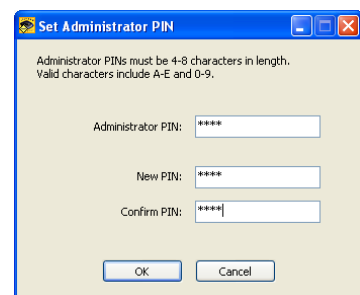 Set Administrator PIN
Administrator PINs must be 4-8 characters in length.
Valid characters include A-E and 0-9.
Administrator PIN: ****
New PIN: ****
Confirm PIN: ****
OK Cancel